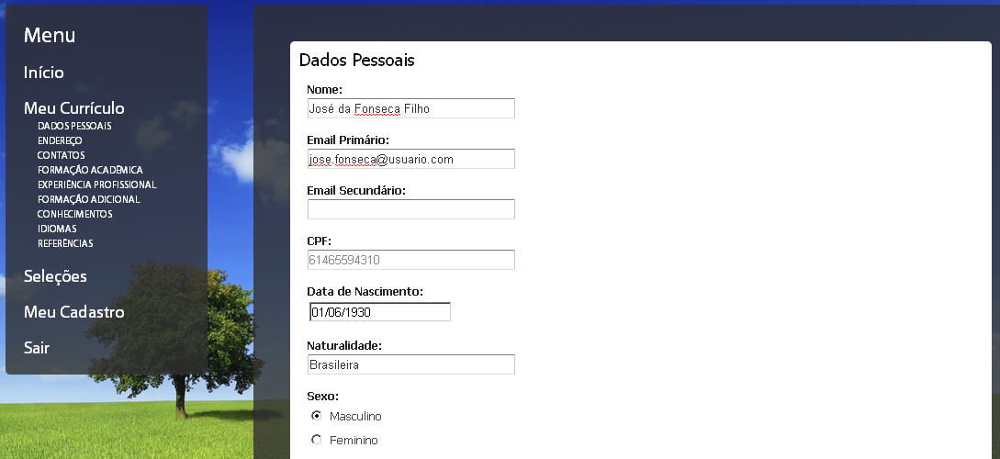 Menu
Início
Meu Currículo
DADOS PESSOAIS
ENDEREÇO
CONTATOS
FORMAÇÃO ACADÊMICA
EXPERIÊNCIA PROFISSIONAL
FORMAÇÃO ADICIONAL
CONHECIMENTOS
IDIOMAS
REFERÊNCIAS
Seleções
Meu Cadastro
Sair
Dados Pessoais
Nome:
José da Fonseca Filho
Email Primário:
jose.fonseca@usuario.com
Email Secundário:
CPF:
61465594310
Data de Nascimento:
01/06/1930
Naturalidade:
Brasileira
Sexo:
Masculino
Feminino